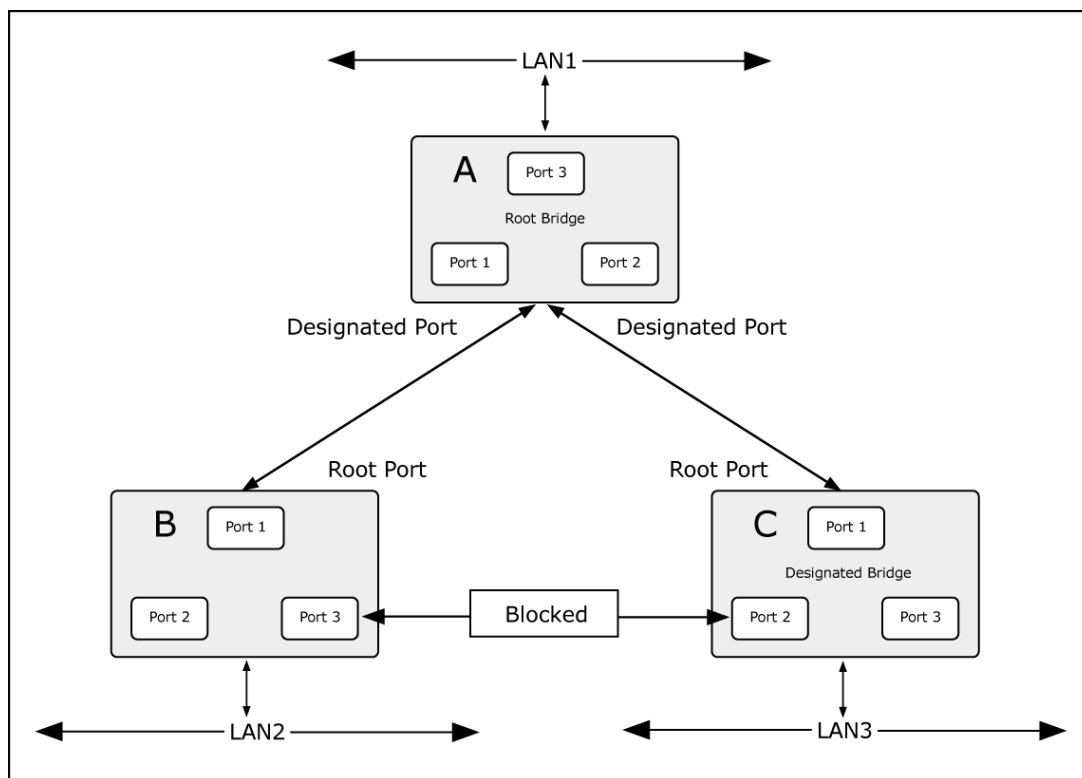 LAN1
A
Port 3
Root Bridge
Port 1
Port 2
Designated Port
Designated Port
Root Port
Root Port
B
Port 1
Port 2
Port 3
Blocked
C
Port 1
Designated Bridge
Port 2
Port 3
LAN2
LAN3